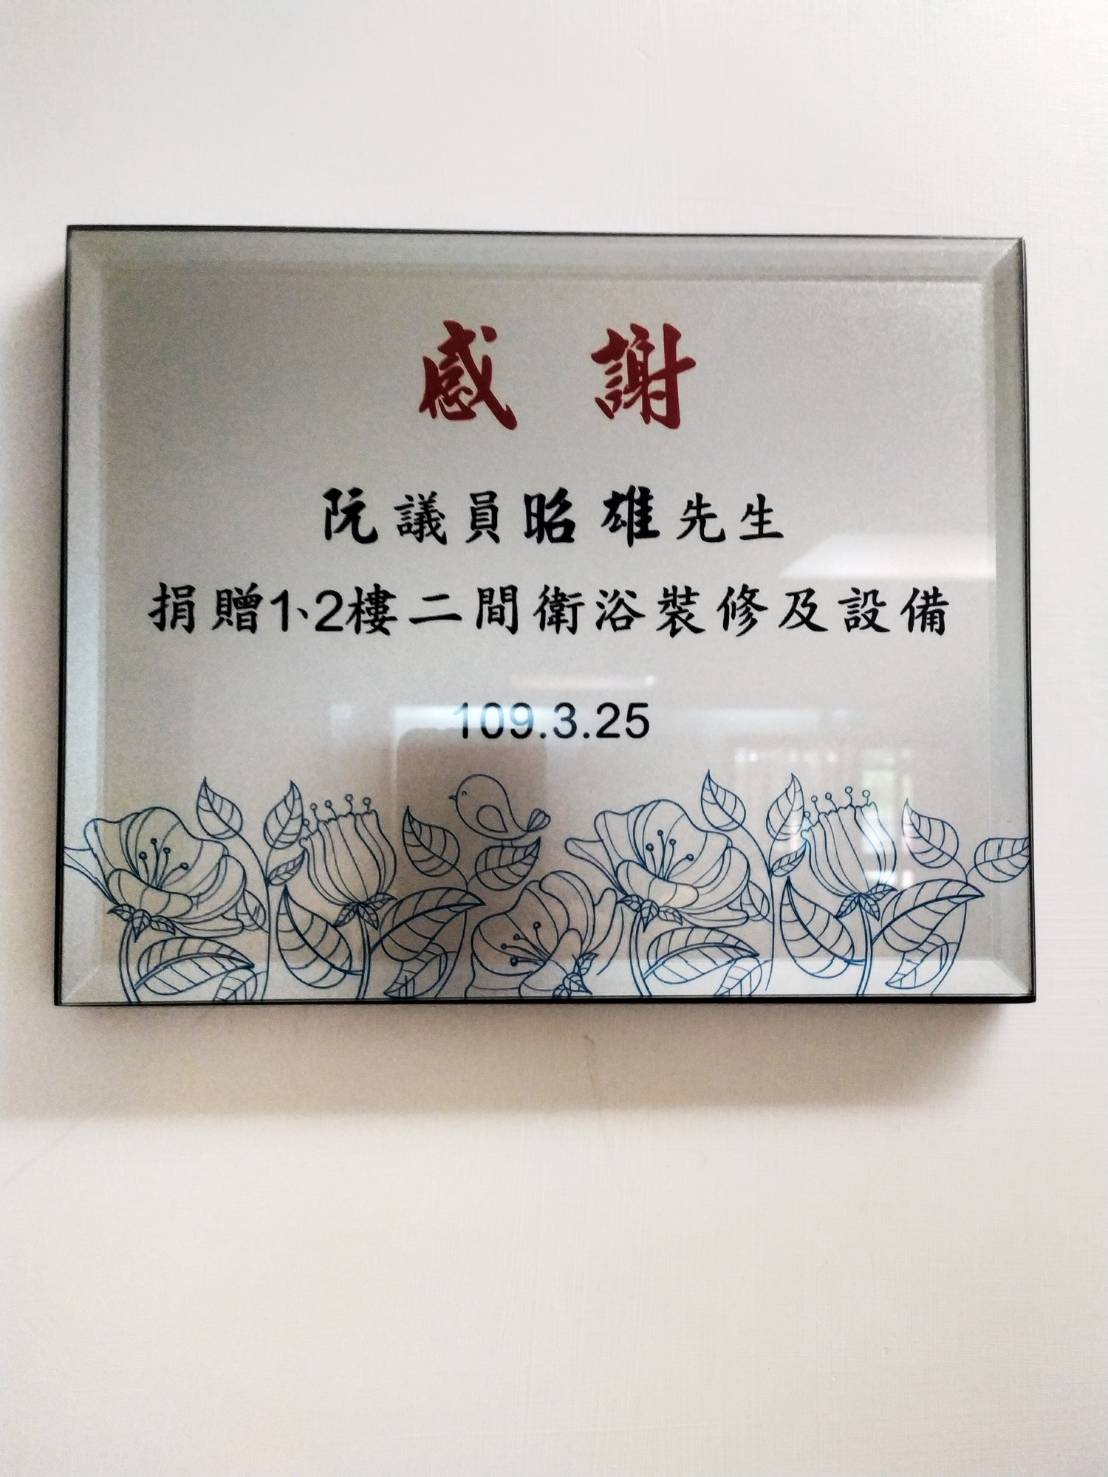 感謝
阮議員昭雄先生
捐贈1、2樓二間衛浴裝修及設備
109.3.25